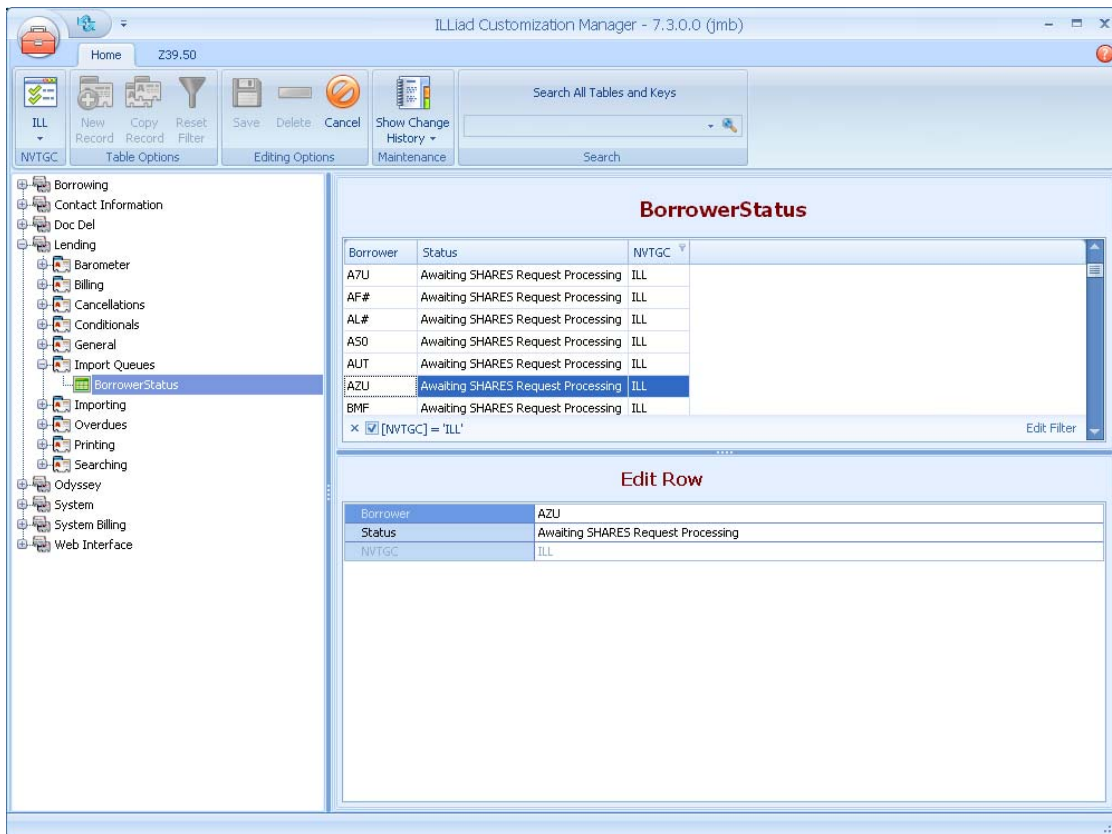 ILLiad Customization Manager - 7.3.0.0 (jmb)
Home Z39.50
ILL
New Record
Copy Record
Reset Filter
Save Delete Cancel
Show Change History
Search All Tables and Keys
NVTGC Table Options Editing Options Maintenance Search
Borrowing
Contact Information
Doc Del
Lending
Barometer
Billing
Cancellations
Conditionals
General
Import Queues
BorrowerStatus
Importing
Overdues
Printing
Searching
Odyssey
System
System Billing
Web Interface
BorrowerStatus
Borrower Status NVTGC
A7U Awaiting SHARES Request Processing ILL
AF# Awaiting SHARES Request Processing ILL
AL# Awaiting SHARES Request Processing ILL
AS0 Awaiting SHARES Request Processing ILL
AUT Awaiting SHARES Request Processing ILL
AZU Awaiting SHARES Request Processing ILL
BMF Awaiting SHARES Request Processing ILL
[NVTGC] = 'ILL' Edit Filter
Edit Row
Borrower AZU
Status Awaiting SHARES Request Processing
NVTGC ILL